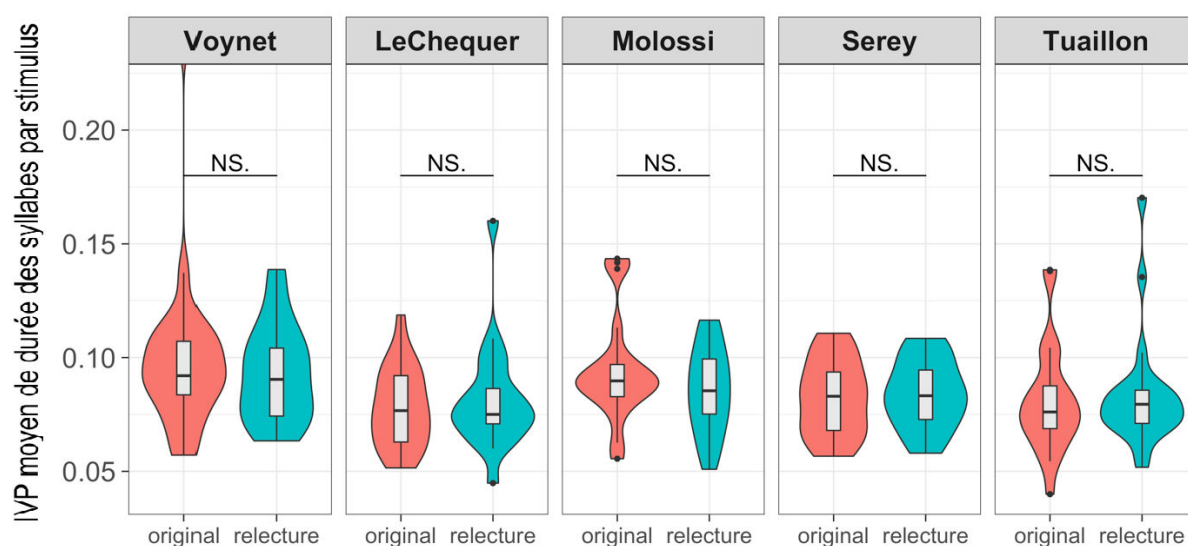 IVP moyen de durée des syllabes par stimulus
Voynet LeChequer Molossi Serey Tuaillon
0.20
NS. NS. NS. NS. NS.
0.15
0.10
0.05
original relecture original relecture original relecture original relecture original relecture